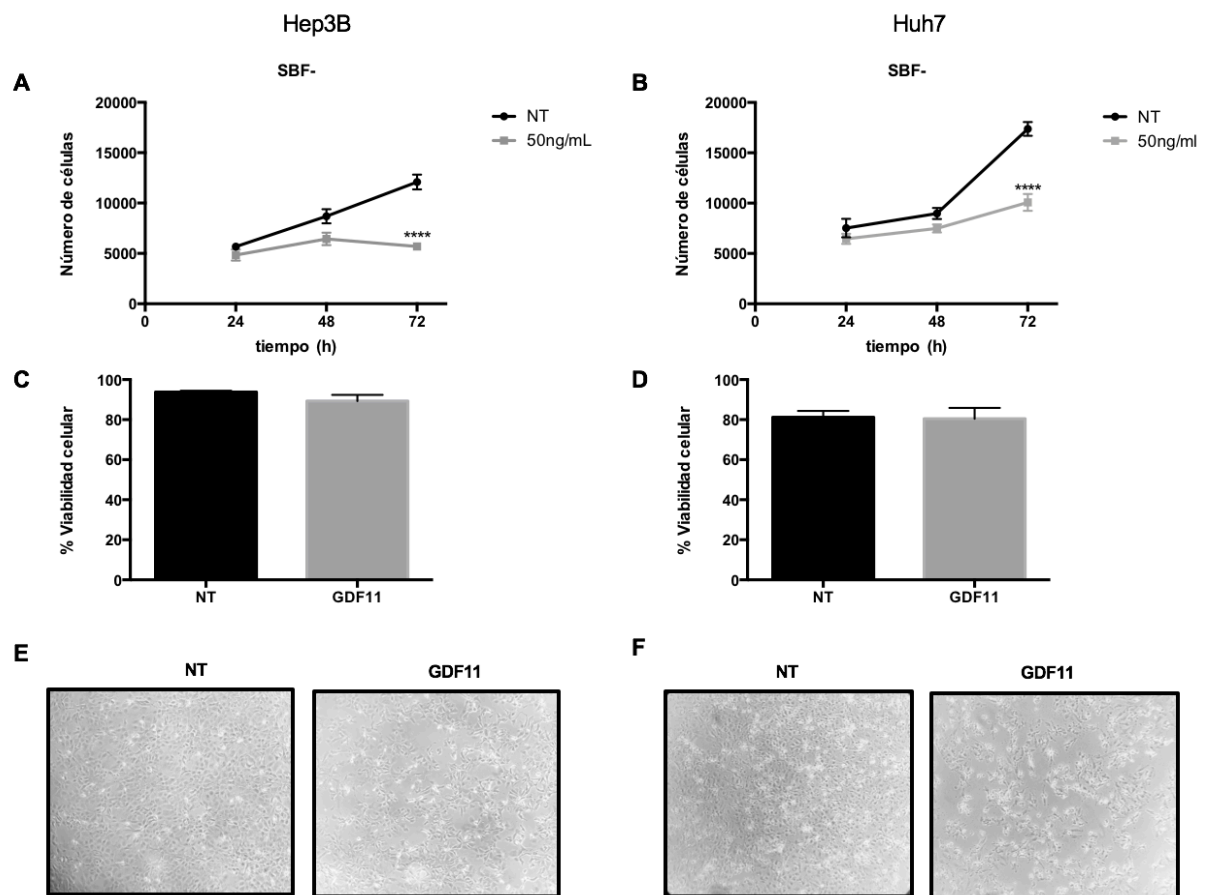 Hep3B
Huh7
A
SBF-
Número de células
20000
15000
10000
5000
0
0
24
48
72
tiempo (h)
****
NT
50ng/mL
B
SBF-
Número de células
20000
15000
10000
5000
0
0
24
48
72
tiempo (h)
****
NT
50ng/ml
C
% Viabilidad celular
100
80
60
40
20
0
NT
GDF11
D
% Viabilidad celular
100
80
60
40
20
0
NT
GDF11
E
NT
GDF11
F
NT
GDF11